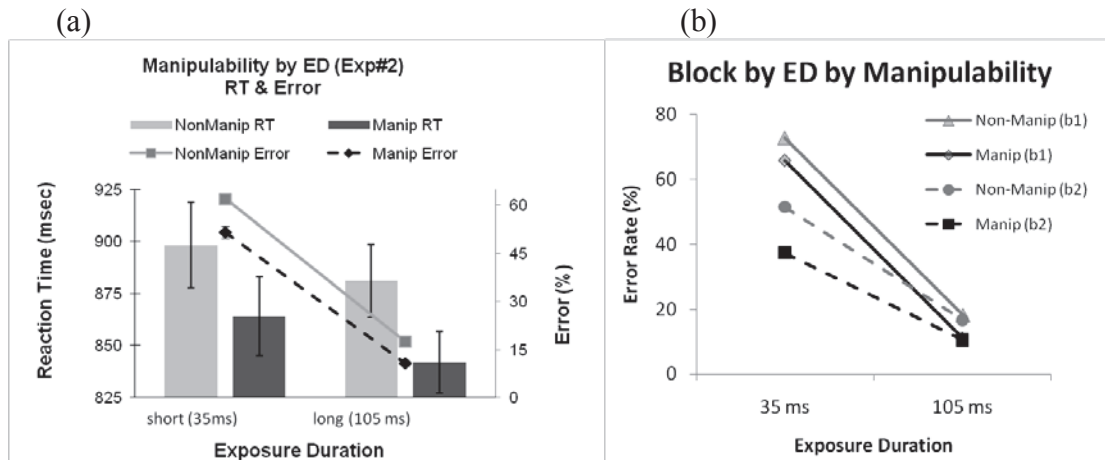 (a)
Manipulability by ED (Exp#2)
RT & Error
NonManip RT
Manip RT
NonManip Error
Manip Error
Reaction Time (msec)
925
900
875
850
825
60
45
30
15
0
Error (%)
short (35ms)
long (105 ms)
Exposure Duration
(b)
Block by ED by Manipulability
Non-Manip (b1)
Manip (b1)
Non-Manip (b2)
Manip (b2)
Error Rate (%)
80
60
40
20
0
35 ms
105 ms
Exposure Duration